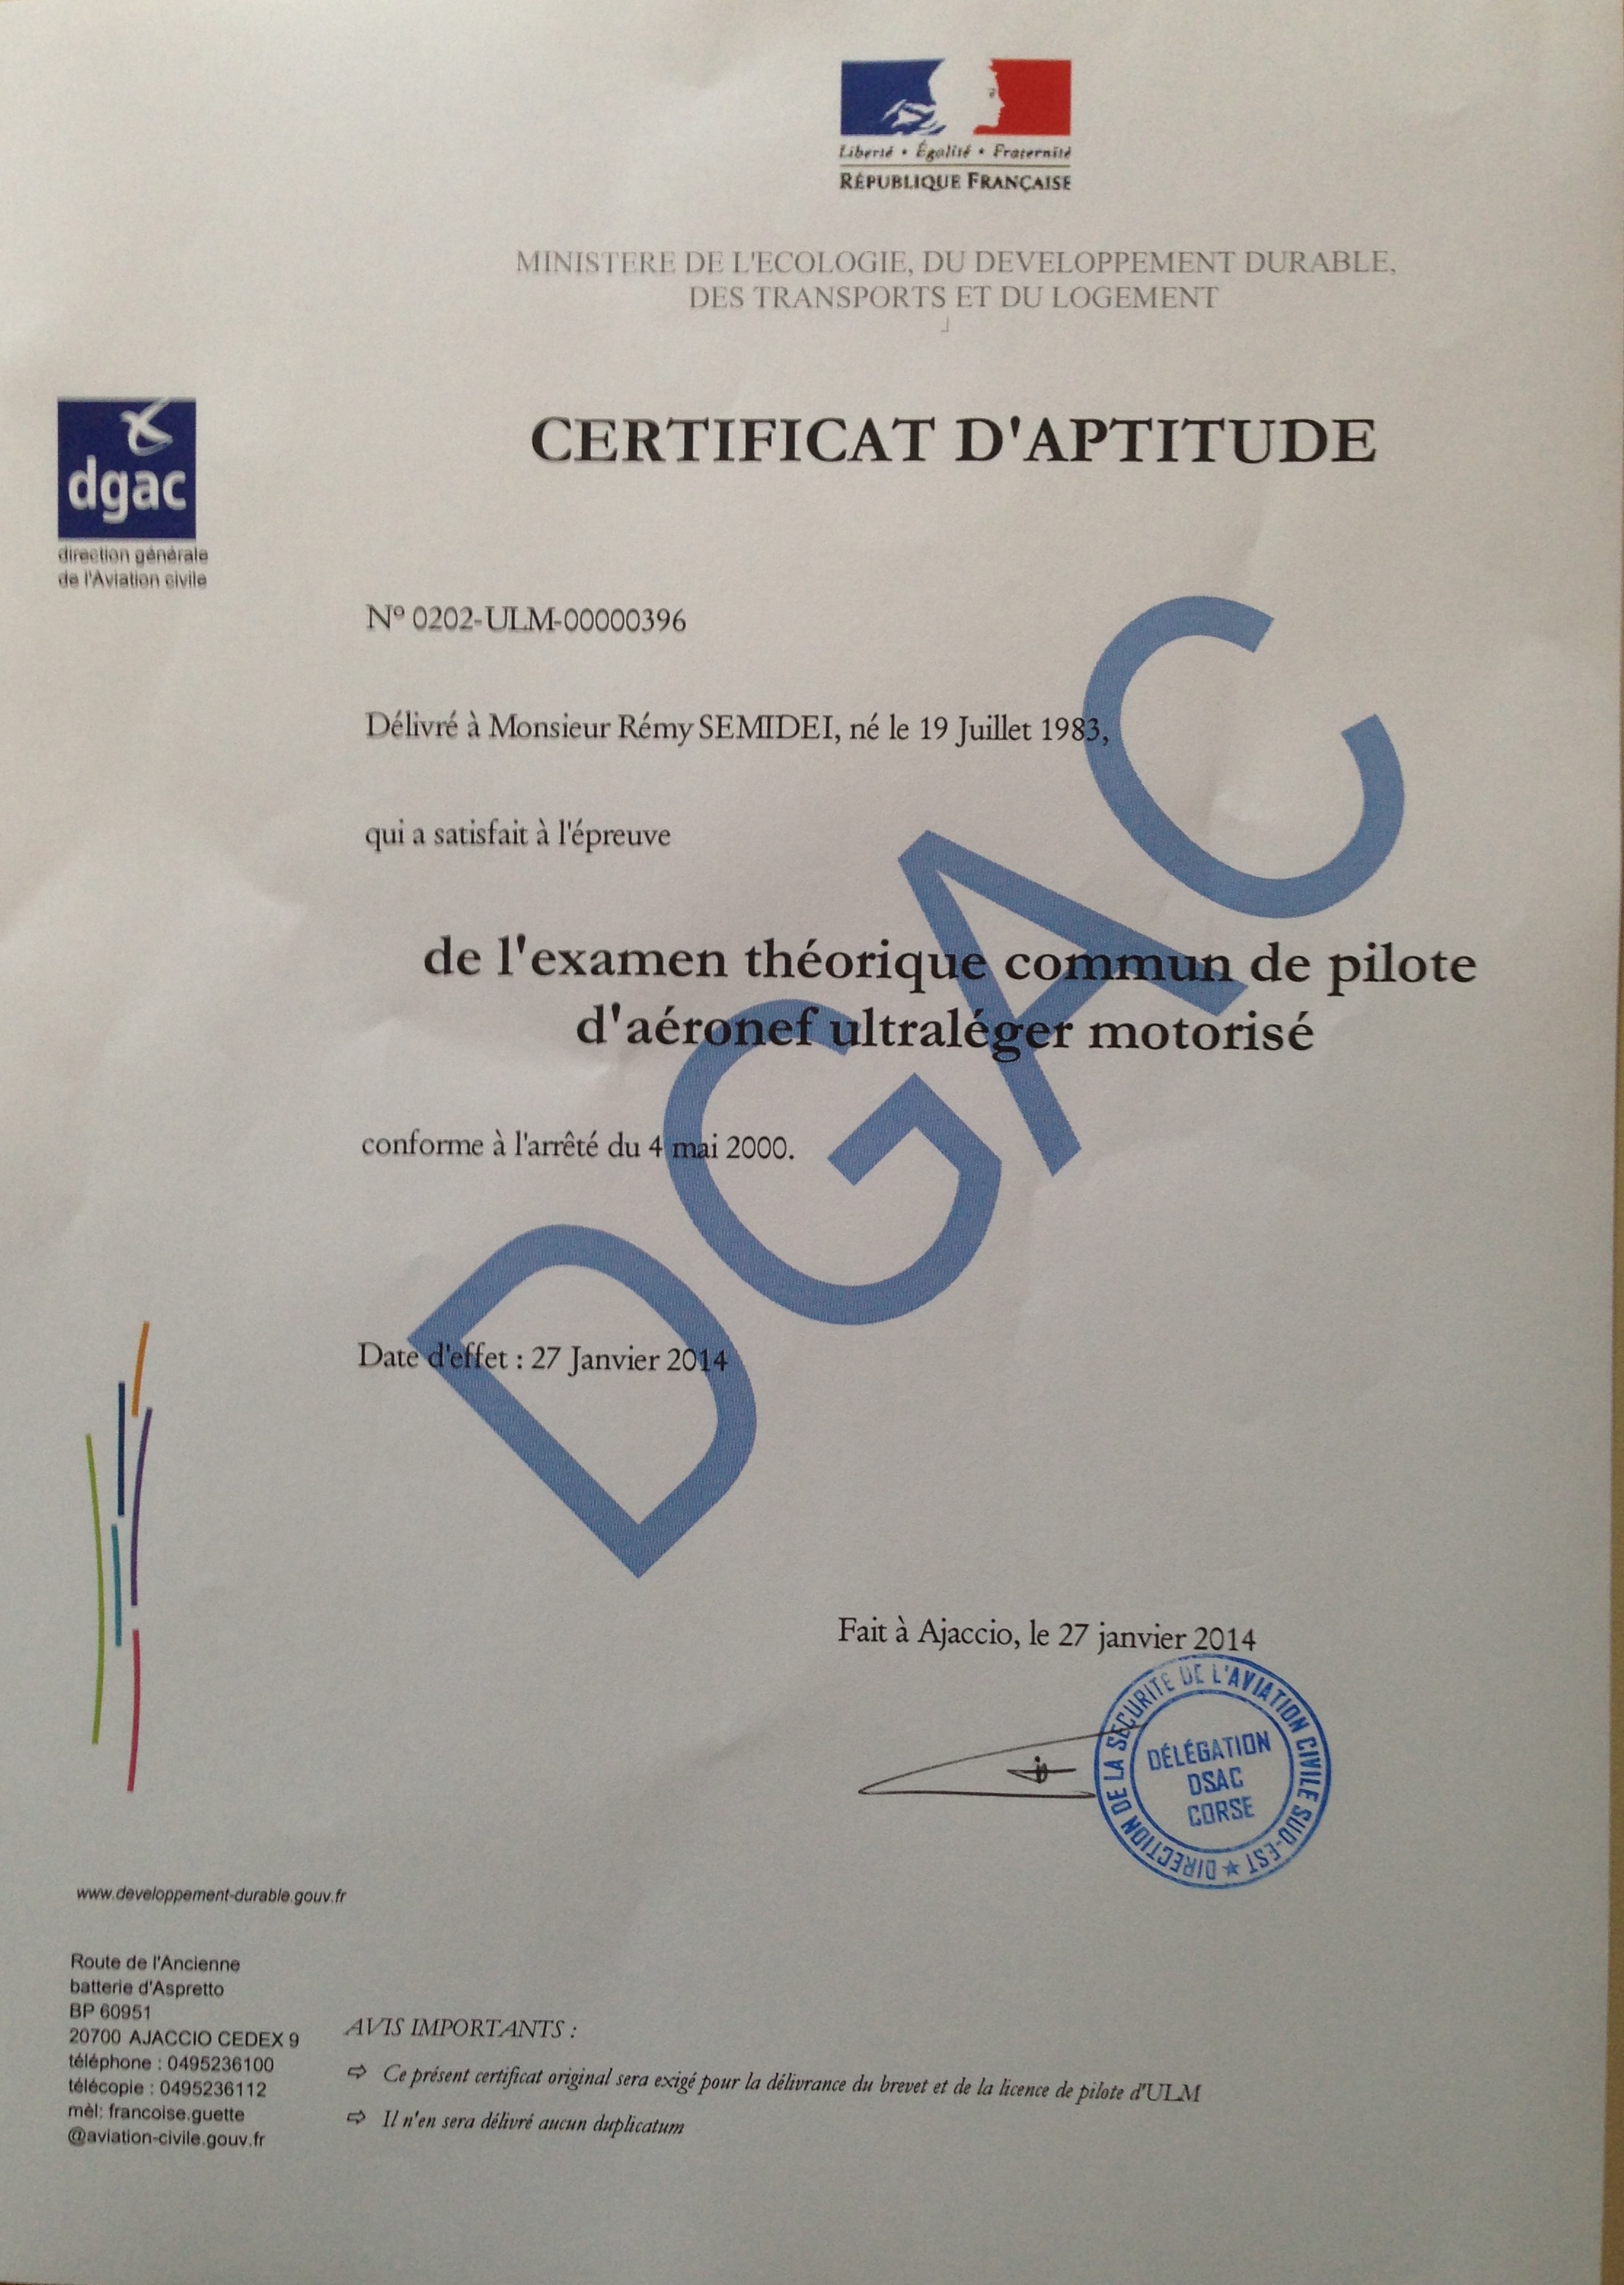 Liberté • Égalité • Fraternité
RÉPUBLIQUE FRANÇAISE
MINISTERE DE L'ECOLOGIE, DU DEVELOPPEMENT DURABLE,
DES TRANSPORTS ET DU LOGEMENT
dgac
direction générale
de l'Aviation civile
CERTIFICAT D'APTITUDE
Nº 0202-ULM-00000396
Délivré à Monsieur Rémy SEMIDEI, né le 19 Juillet 1983,
qui a satisfait à l'épreuve
de l'examen théorique commun de pilote
d'aéronef ultraléger motorisé
conforme à l'arrêté du 4 mai 2000.
DGAC
Date d'effet : 27 Janvier 2014
Fait à Ajaccio, le 27 janvier 2014
DIRECTION DE LA SÉCURITÉ DE L'AVIATION CIVILE SUD-EST ★
DÉLÉGATION
DSAC
CORSE
www.developpement-durable.gouv.fr
Route de l'Ancienne
batterie d'Aspretto
BP 60951
20700 AJACCIO CEDEX 9
téléphone : 0495236100
télécopie : 0495236112
mèl: francoise.guette
@aviation-civile.gouv.fr
AVIS IMPORTANTS :
⇨ Ce présent certificat original sera exigé pour la délivrance du brevet et de la licence de pilote d'ULM
⇨ Il n'en sera délivré aucun duplicatum